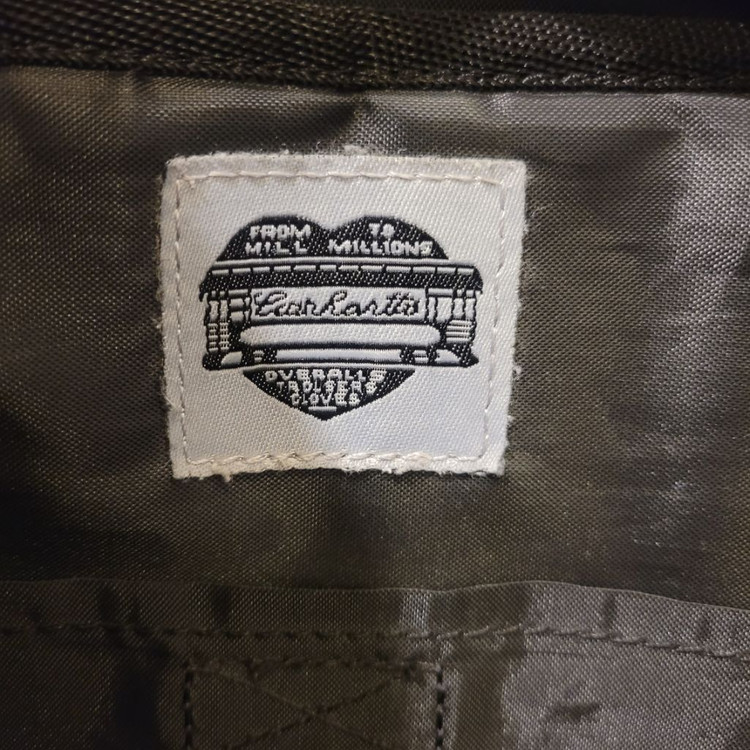 FROM TO
MILL MILLIONS
Carhartt
OVERALLS
TROUSERS
GLOVES